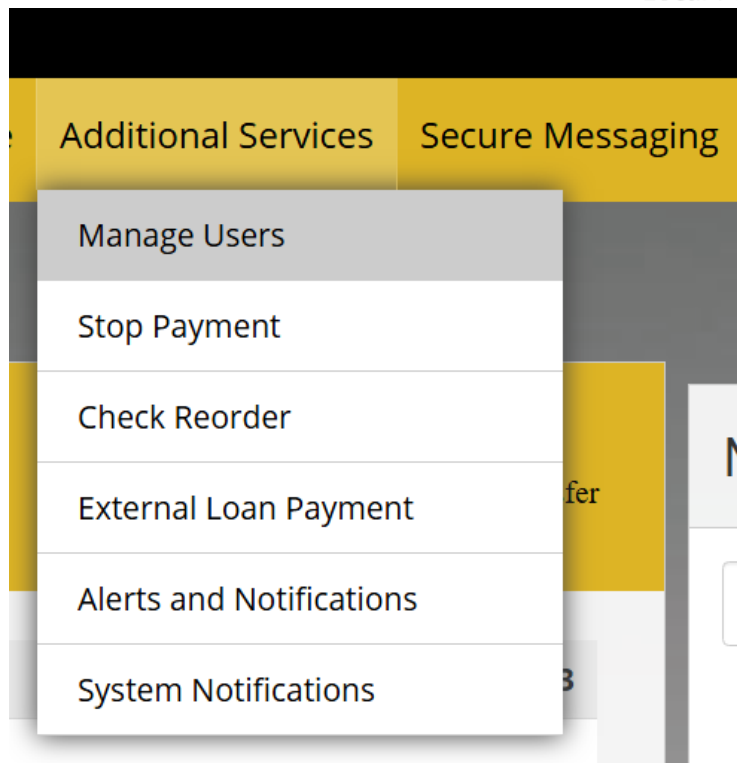 Additional Services Secure Messaging
Manage Users
Stop Payment
Check Reorder
External Loan Payment
Alerts and Notifications
System Notifications